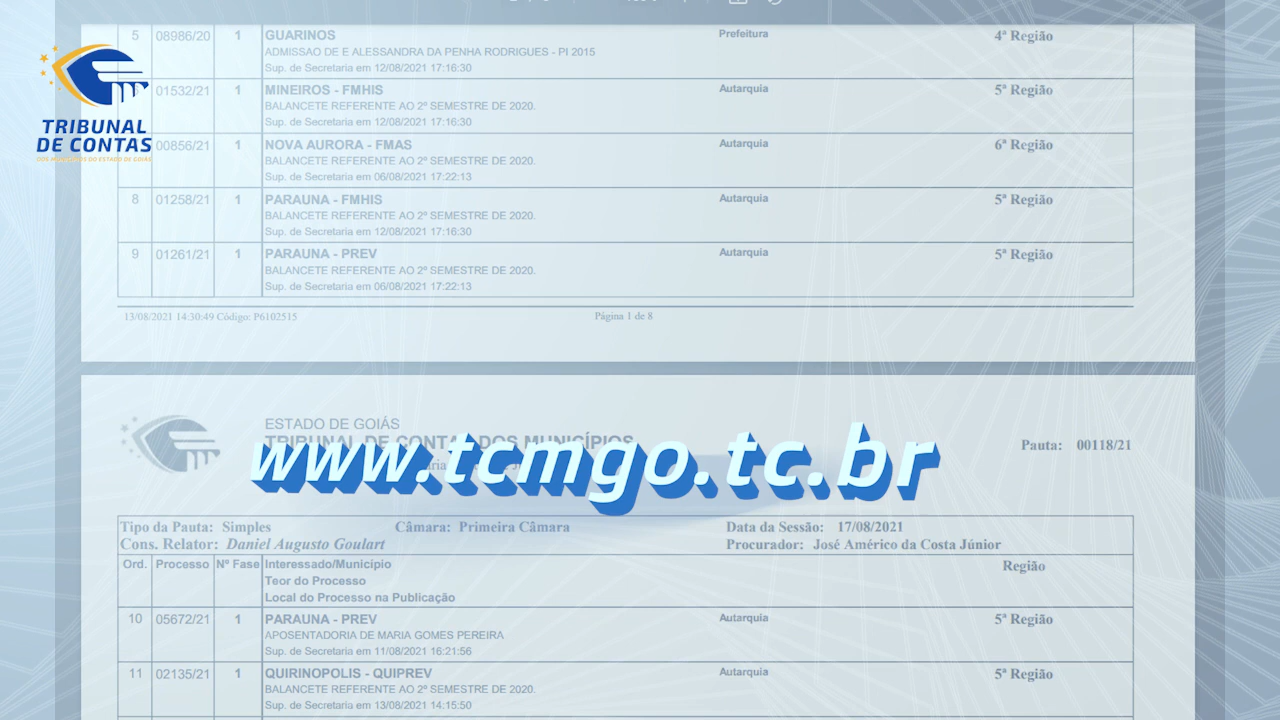 5 08986/20 1 GUARINOS Prefeitura 4ª Região
ADMISSAO DE E ALESSANDRA DA PENHA RODRIGUES - PI 2015
Sup. de Secretaria em 12/08/2021 17:16:30
TRIBUNAL
DE CONTAS
DOS MUNICÍPIOS DO ESTADO DE GOIÁS
01532/21 1 MINEIROS - FMHIS Autarquia 5ª Região
BALANCETE REFERENTE AO 2º SEMESTRE DE 2020.
Sup. de Secretaria em 12/08/2021 17:16:30
00856/21 1 NOVA AURORA - FMAS Autarquia 6ª Região
BALANCETE REFERENTE AO 2º SEMESTRE DE 2020.
Sup. de Secretaria em 06/08/2021 17:22:13
8 01258/21 1 PARAUNA - FMHIS Autarquia 5ª Região
BALANCETE REFERENTE AO 2º SEMESTRE DE 2020.
Sup. de Secretaria em 12/08/2021 17:16:30
9 01261/21 1 PARAUNA - PREV Autarquia 5ª Região
BALANCETE REFERENTE AO 2º SEMESTRE DE 2020.
Sup. de Secretaria em 06/08/2021 17:22:13
13/08/2021 14:30:49 Código: P6102515 Página 1 de 8
ESTADO DE GOIÁS
TRIBUNAL DE CONTAS DOS MUNICÍPIOS Pauta: 00118/21
www.tcmgo.tc.br
Tipo da Pauta: Simples Câmara: Primeira Câmara Data da Sessão: 17/08/2021
Cons. Relator: Daniel Augusto Goulart Procurador: José Américo da Costa Júnior
Ord. Processo Nº Fase Interessado/Municipio Região
Teor do Processo
Local do Processo na Publicação
10 05672/21 1 PARAUNA - PREV Autarquia 5ª Região
APOSENTADORIA DE MARIA GOMES PEREIRA
Sup. de Secretaria em 11/08/2021 16:21:56
11 02135/21 1 QUIRINOPOLIS - QUIPREV Autarquia 5ª Região
BALANCETE REFERENTE AO 2º SEMESTRE DE 2020.
Sup. de Secretaria em 13/08/2021 14:15:50